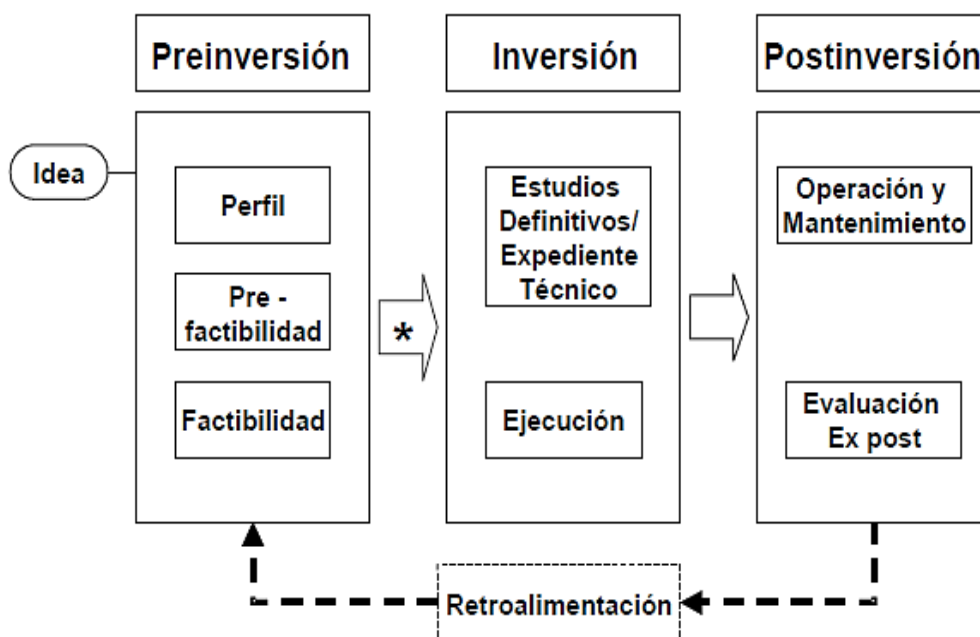 Preinversión
Inversión
Postinversión
Idea
Perfil
Pre -
factibilidad
Factibilidad
*
Estudios
Definitivos/
Expediente
Técnico
Ejecución
Operación y
Mantenimiento
Evaluación
Ex post
Retroalimentación